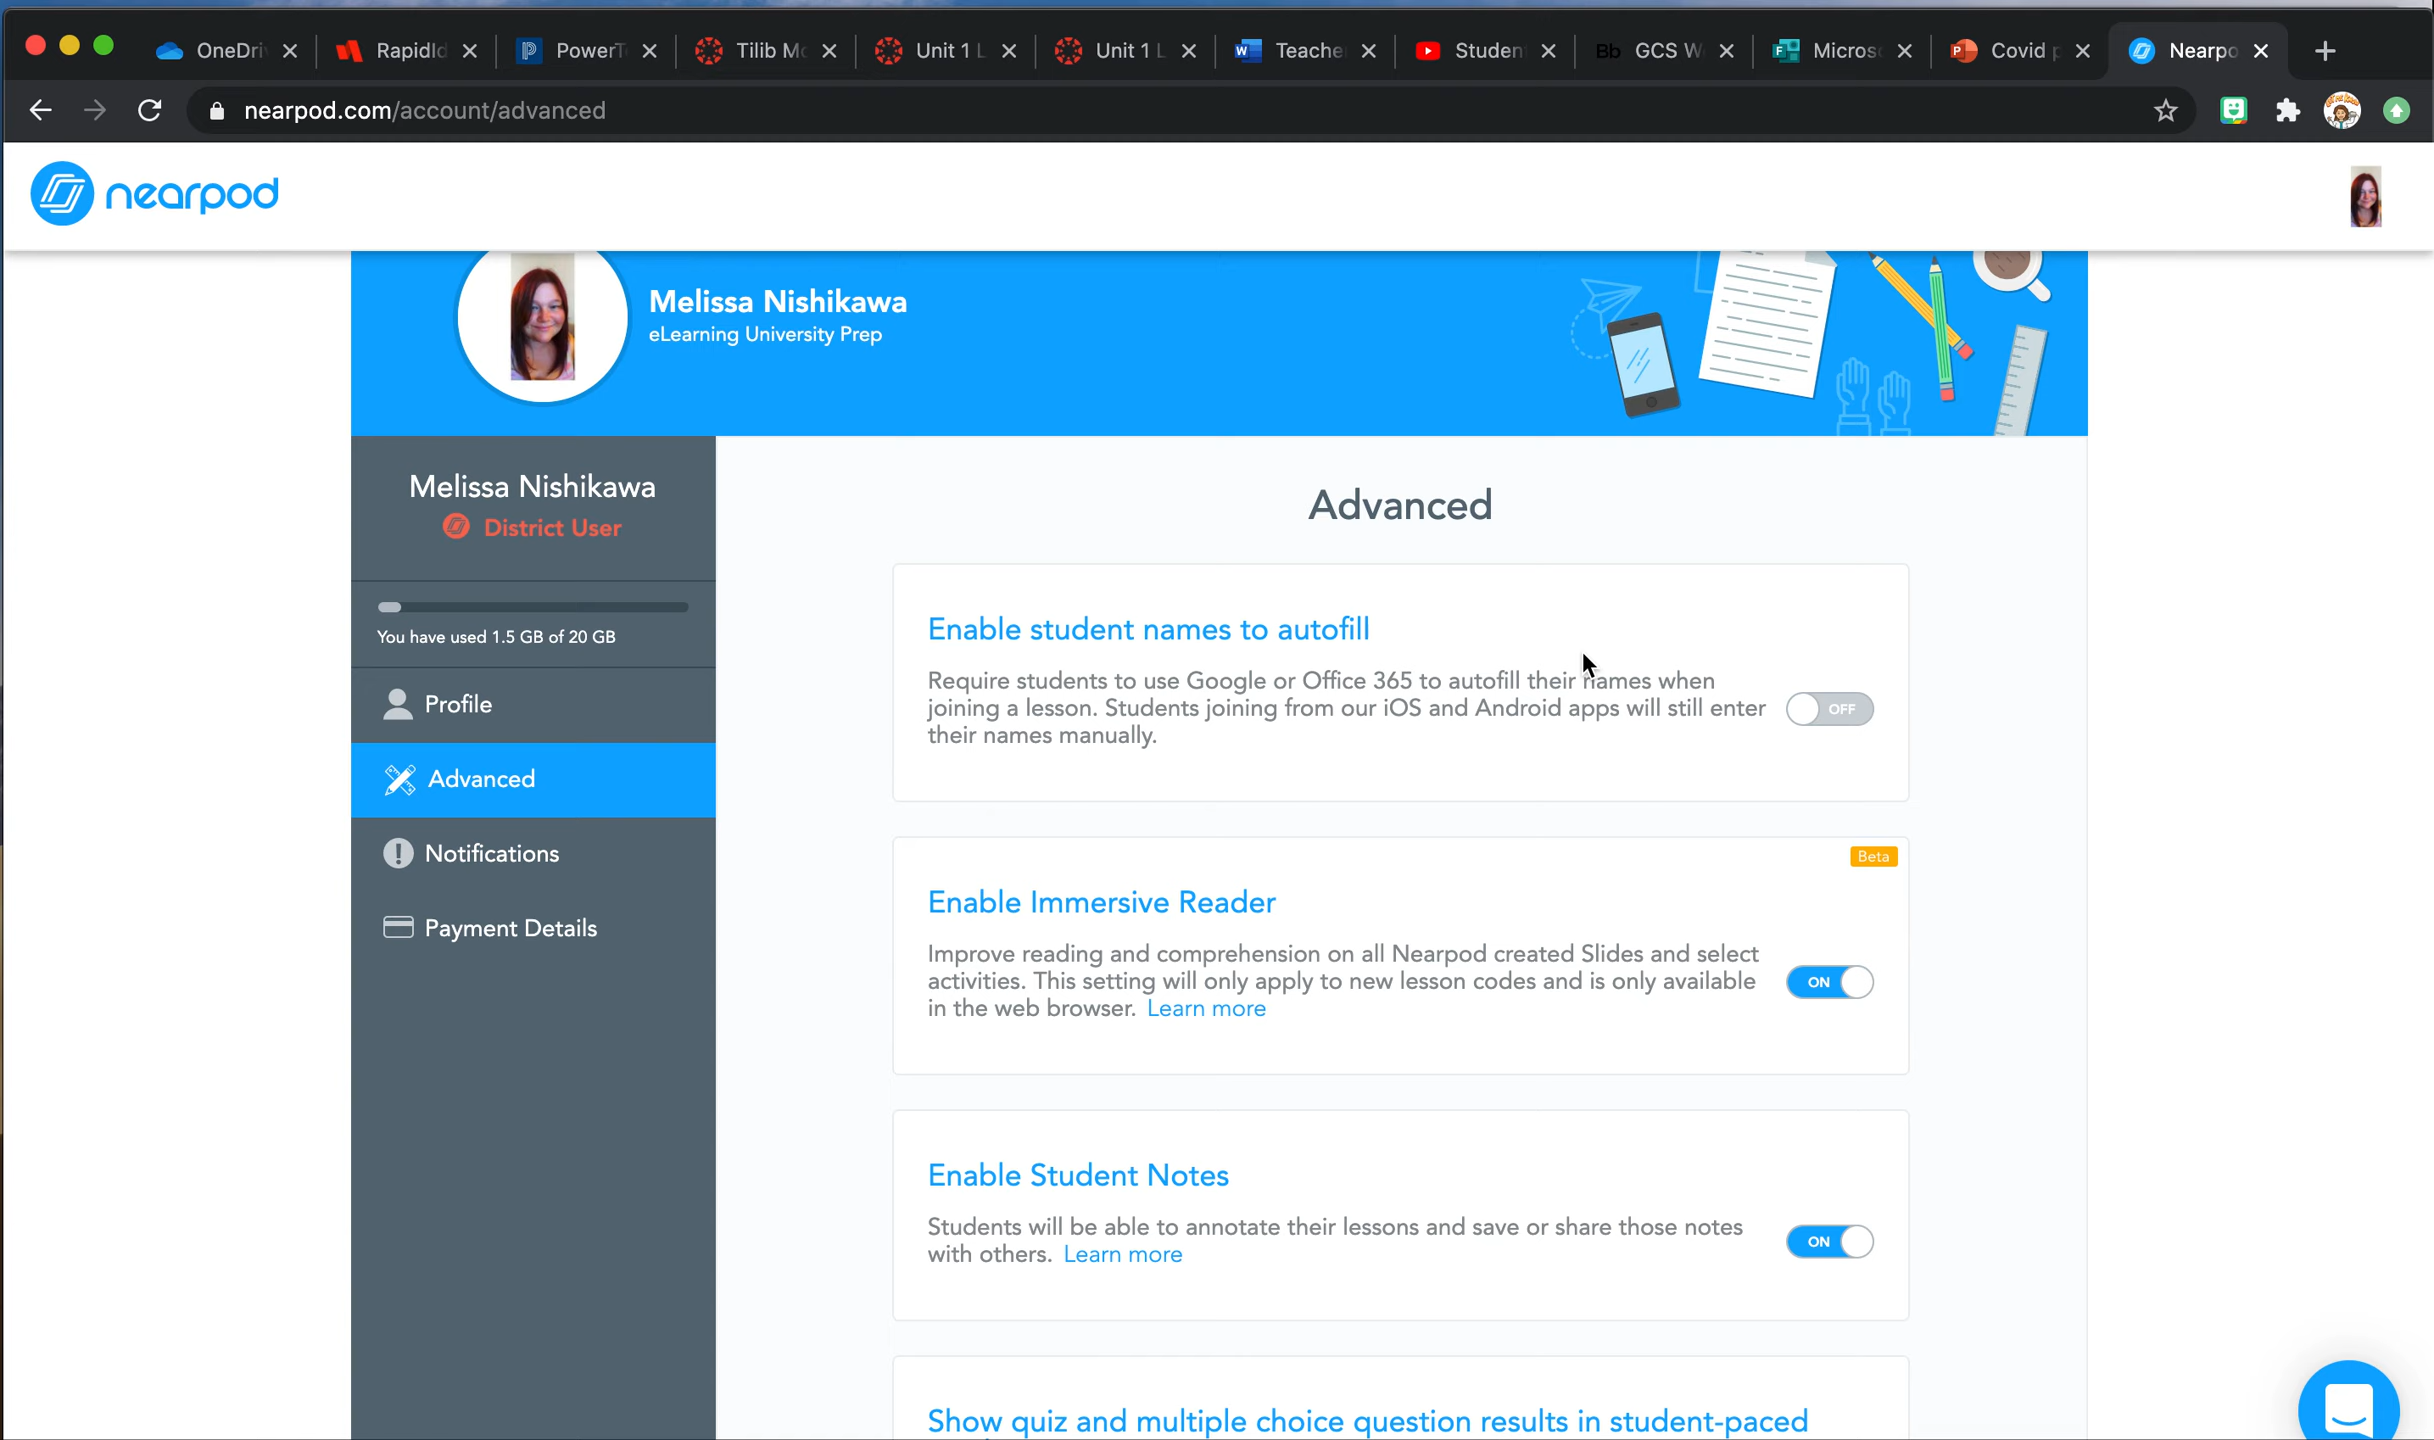 OneDri
RapidId
PowerT
Tilib Mo
Unit 1 L
Unit 1 L
Teache
Studen
Bb GCS W
Micros
Covid p
Nearpo
nearpod.com/account/advanced
nearpod
Melissa Nishikawa
eLearning University Prep
Melissa Nishikawa
District User
You have used 1.5 GB of 20 GB
Profile
Advanced
Notifications
Payment Details
Advanced
Enable student names to autofill
Require students to use Google or Office 365 to autofill their names when
joining a lesson. Students joining from our iOS and Android apps will still enter
their names manually.
OFF
Beta
Enable Immersive Reader
Improve reading and comprehension on all Nearpod created Slides and select
activities. This setting will only apply to new lesson codes and is only available
in the web browser. Learn more
ON
Enable Student Notes
Students will be able to annotate their lessons and save or share those notes
with others. Learn more
ON
Show quiz and multiple choice question results in student-paced